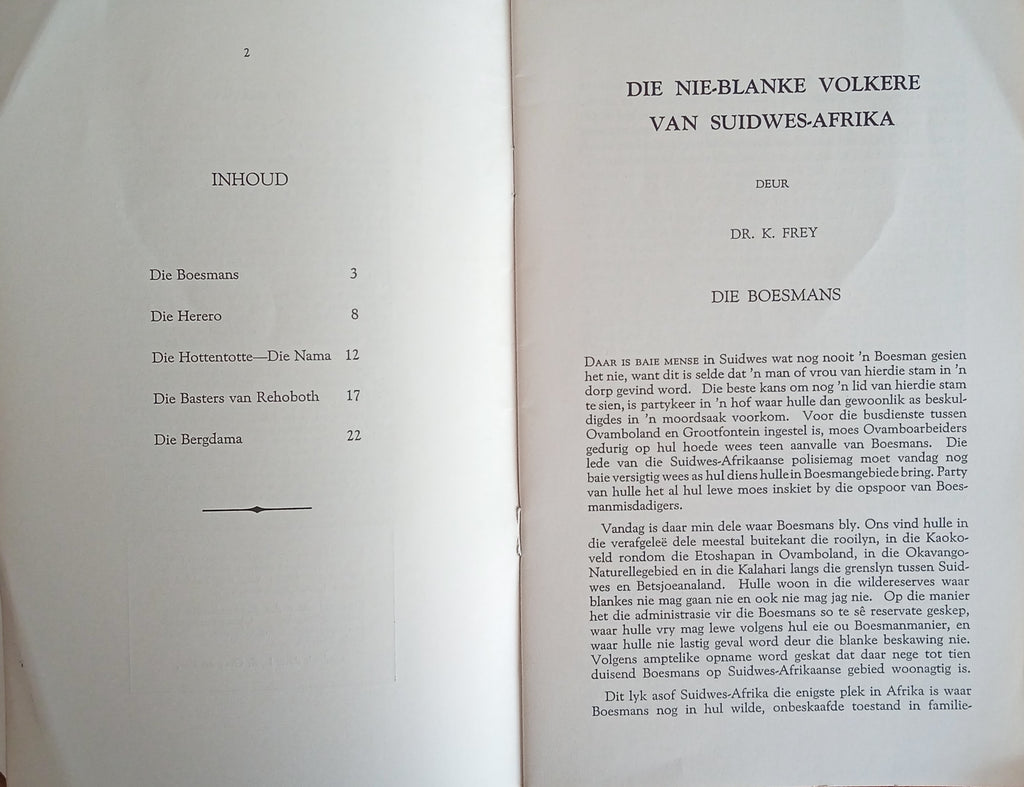 2
INHOUD
Die Boesmans 3
Die Herero 8
Die Hottentotte—Die Nama 12
Die Basters van Rehoboth 17
Die Bergdama 22
DIE NIE-BLANKE VOLKERE
VAN SUIDWES-AFRIKA
DEUR
DR. K. FREY
DIE BOESMANS
DAAR IS BAIE MENSE in Suidwes wat nog nooit 'n Boesman gesien
het nie, want dit is selde dat 'n man of vrou van hierdie stam in 'n
dorp gevind word. Die beste kans om nog 'n lid van hierdie stam
te sien, is partykeer in 'n hof waar hulle dan gewoonlik as beskul-
digdes in 'n moordsaak voorkom. Voor die busdienste tussen
Ovamboland en Grootfontein ingestel is, moes Ovamboarbeiders
gedurig op hul hoede wees teen aanvalle van Boesmans. Die
lede van die Suidwes-Afrikaanse polisiemag moet vandag nog
baie versigtig wees as hul diens hulle in Boesmangebiede bring. Party
van hulle het al hul lewe moes inskiet by die opspoor van Boes-
manmisdadigers.
Vandag is daar min dele waar Boesmans bly. Ons vind hulle in
die verafgeleë dele meestal buitekant die rooilyn, in die Kaoko-
veld rondom die Etoshapan in Ovamboland, in die Okavango-
Naturellegebied en in die Kalahari langs die grenslyn tussen Suid-
wes en Betsjoeanaland. Hulle woon in die wildereserves waar
blankes nie mag gaan nie en ook nie mag jag nie. Op die manier
het die administrasie vir die Boesmans so te sê reservate geskep,
waar hulle vry mag lewe volgens hul eie ou Boesmanmanier, en
waar hulle nie lastig geval word deur die blanke beskawing nie.
Volgens amptelike opname word geskat dat daar nege tot tien
duisend Boesmans op Suidwes-Afrikaanse gebied woonagtig is.
Dit lyk asof Suidwes-Afrika die enigste plek in Afrika is waar
Boesmans nog in hul wilde, onbeskaafde toestand in familie-